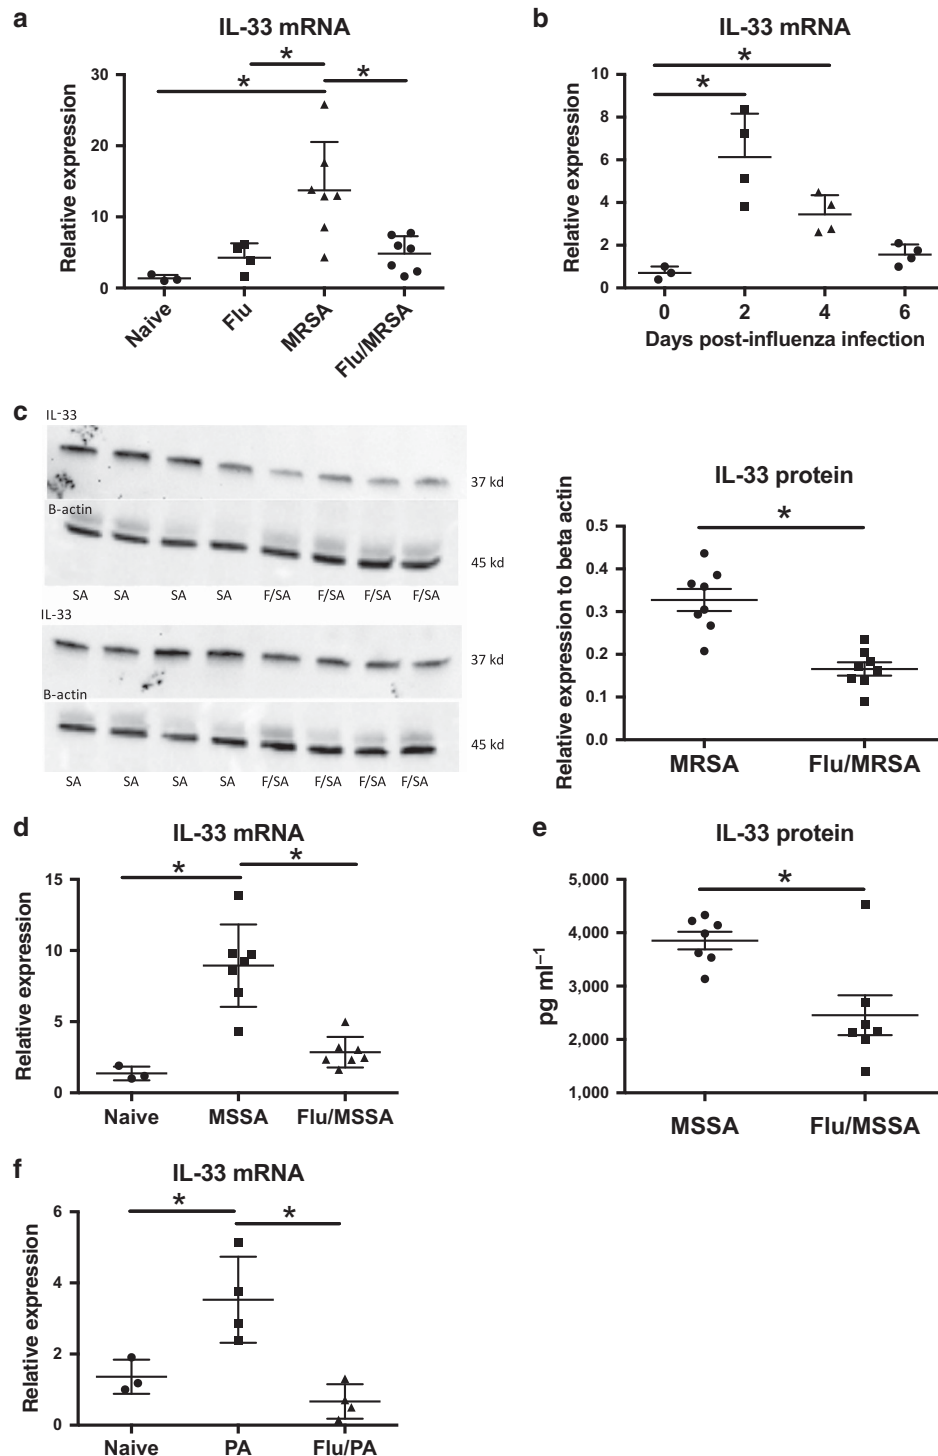 a
IL-33 mRNA
*
*
*
Relative expression
30
20
10
0
Naive
Flu
MRSA
Flu/MRSA
b
IL-33 mRNA
*
*
Relative expression
10
8
6
4
2
0
0
2
4
6
Days post-influenza infection
c
IL-33
37 kd
B-actin
45 kd
SA SA SA SA F/SA F/SA F/SA F/SA
IL-33
37 kd
B-actin
45 kd
SA SA SA SA F/SA F/SA F/SA F/SA
IL-33 protein
*
Relative expression to beta actin
0.5
0.4
0.3
0.2
0.1
0.0
MRSA
Flu/MRSA
d
IL-33 mRNA
*
*
Relative expression
15
10
5
0
Naive
MSSA
Flu/MSSA
e
IL-33 protein
*
pg ml⁻¹
5,000
4,000
3,000
2,000
1,000
MSSA
Flu/MSSA
f
IL-33 mRNA
*
*
Relative expression
6
4
2
0
Naive
PA
Flu/PA